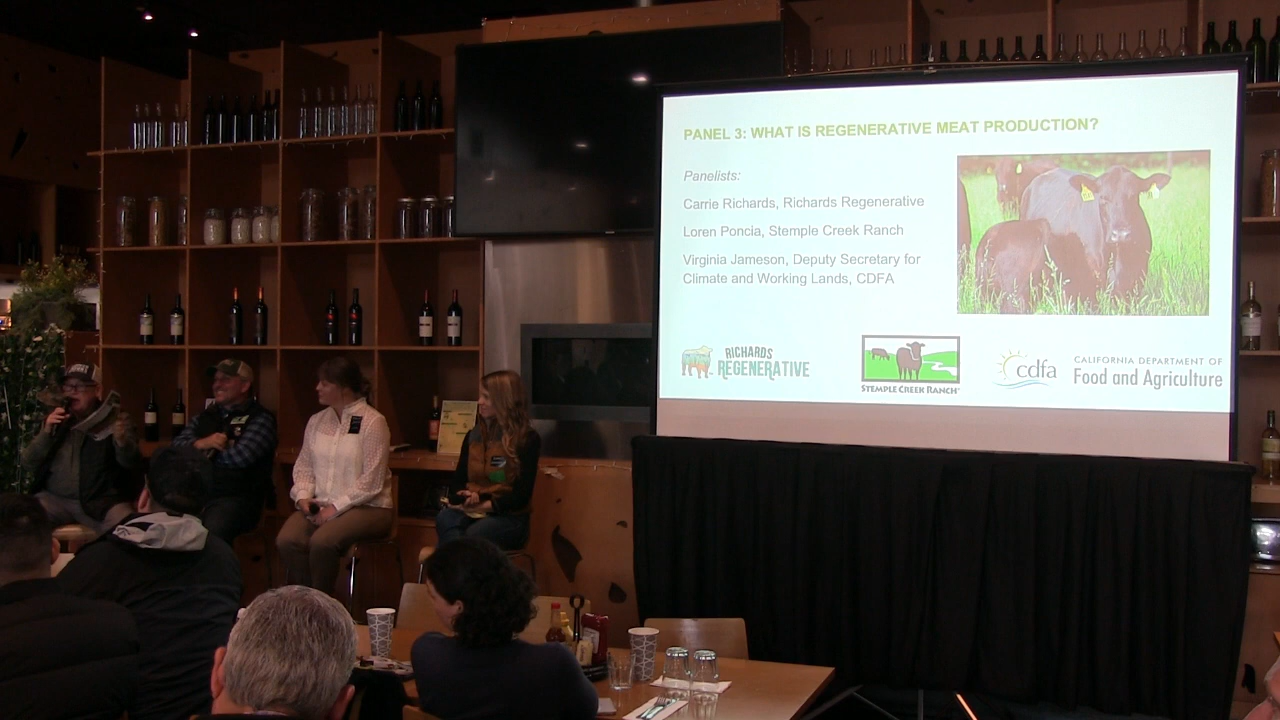 PANEL 3: WHAT IS REGENERATIVE MEAT PRODUCTION?
Panelists:
Carrie Richards, Richards Regenerative
Loren Poncia, Stemple Creek Ranch
Virginia Jameson, Deputy Secretary for
Climate and Working Lands, CDFA
RICHARDS
REGENERATIVE
STEMPLE CREEK RANCH
cdfa
CALIFORNIA DEPARTMENT OF
Food and Agriculture